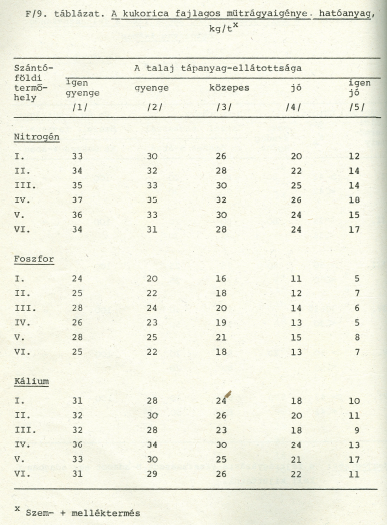 F/9. táblázat. A kukorica fajlagos műtrágyaigénye. hatóanyag,
kg/t x
Szántó- A talaj tápanyag-ellátottsága
földi igen gyenge közepes jó igen
termő- gyenge jó
hely /1/ /2/ /3/ /4/ /5/
Nitrogén
I. 33 30 26 20 12
II. 34 32 28 22 14
III. 35 33 30 25 14
IV. 37 35 32 26 18
V. 36 33 30 24 15
VI. 34 31 28 24 17
Foszfor
I. 24 20 16 11 5
II. 25 22 18 12 7
III. 28 24 20 14 6
IV. 26 23 19 13 5
V. 28 25 21 15 8
VI. 25 22 18 13 7
Kálium
I. 31 28 24 18 10
II. 32 30 26 20 11
III. 32 28 23 18 9
IV. 36 34 30 24 13
V. 33 30 25 21 17
VI. 31 29 26 22 11
x Szem- + melléktermés